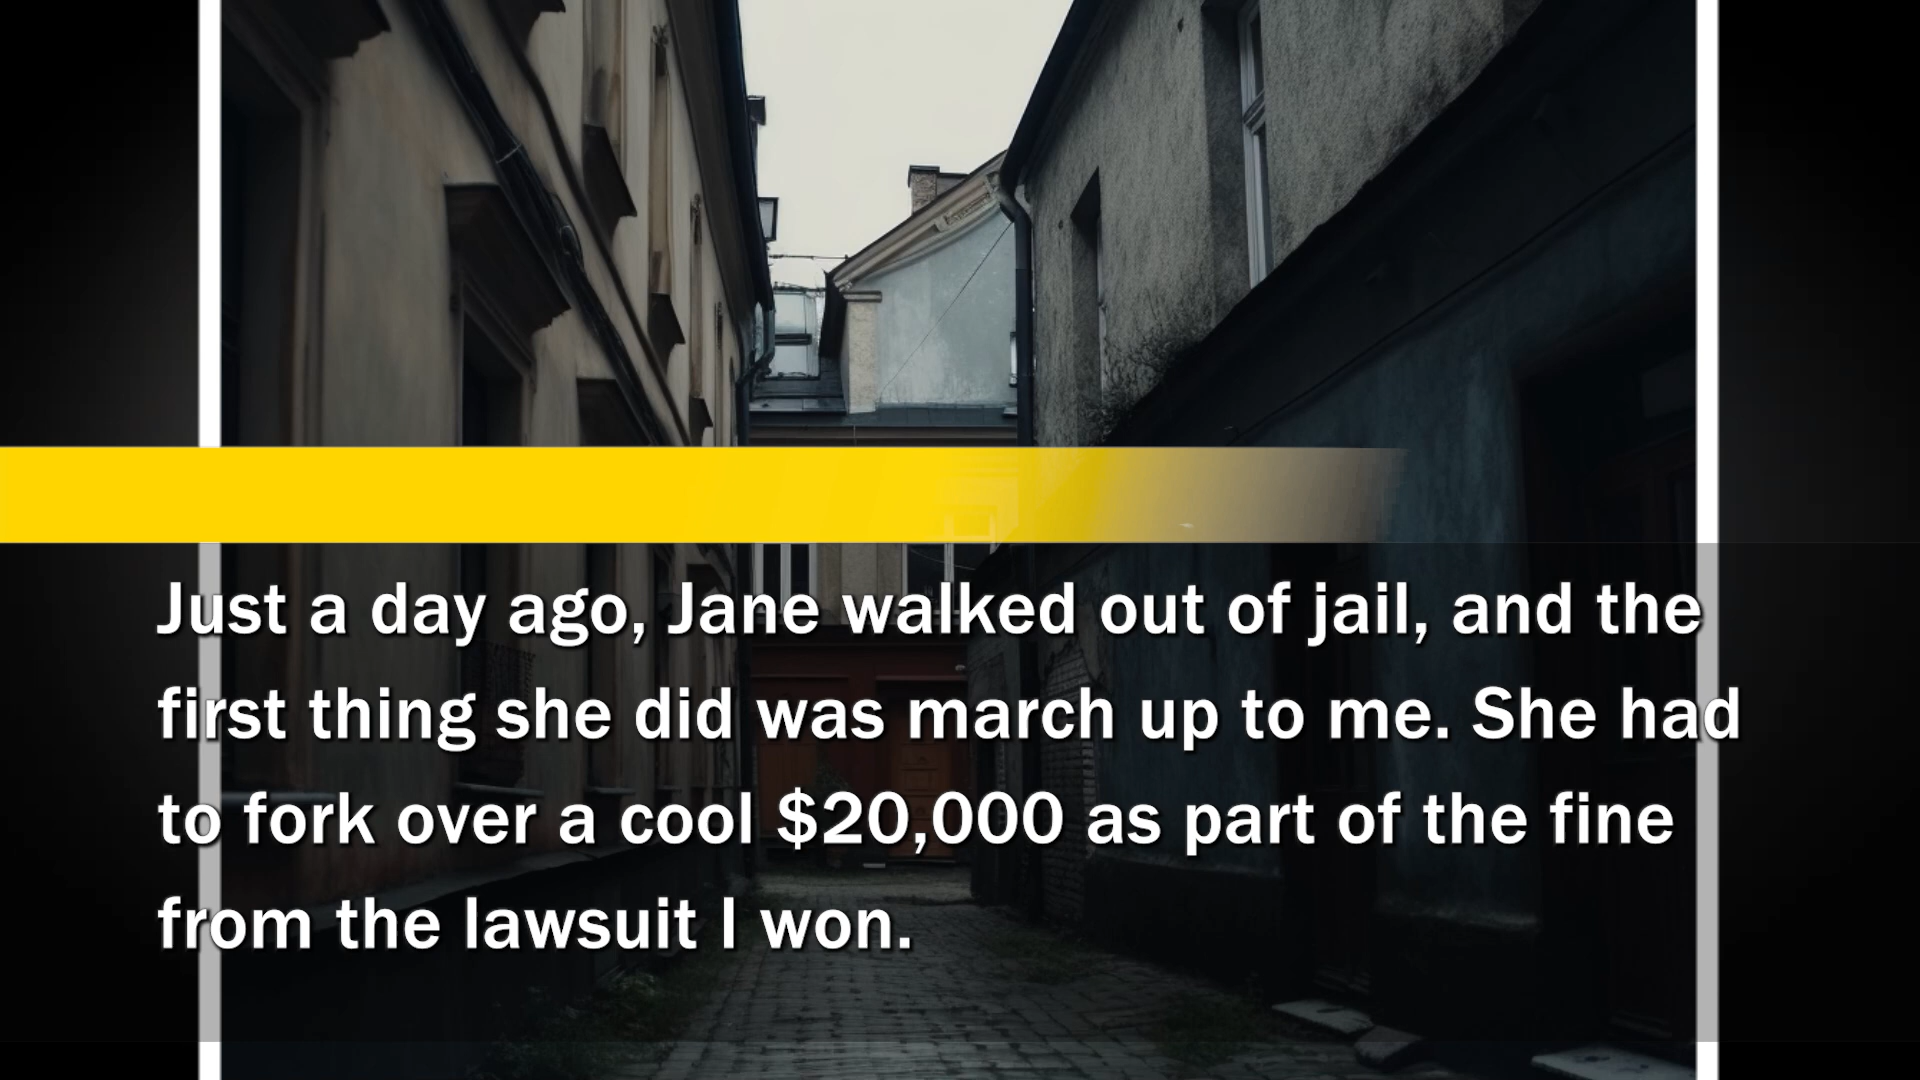 Just a day ago, Jane walked out of jail, and the
first thing she did was march up to me. She had
to fork over a cool $20,000 as part of the fine
from the lawsuit I won.